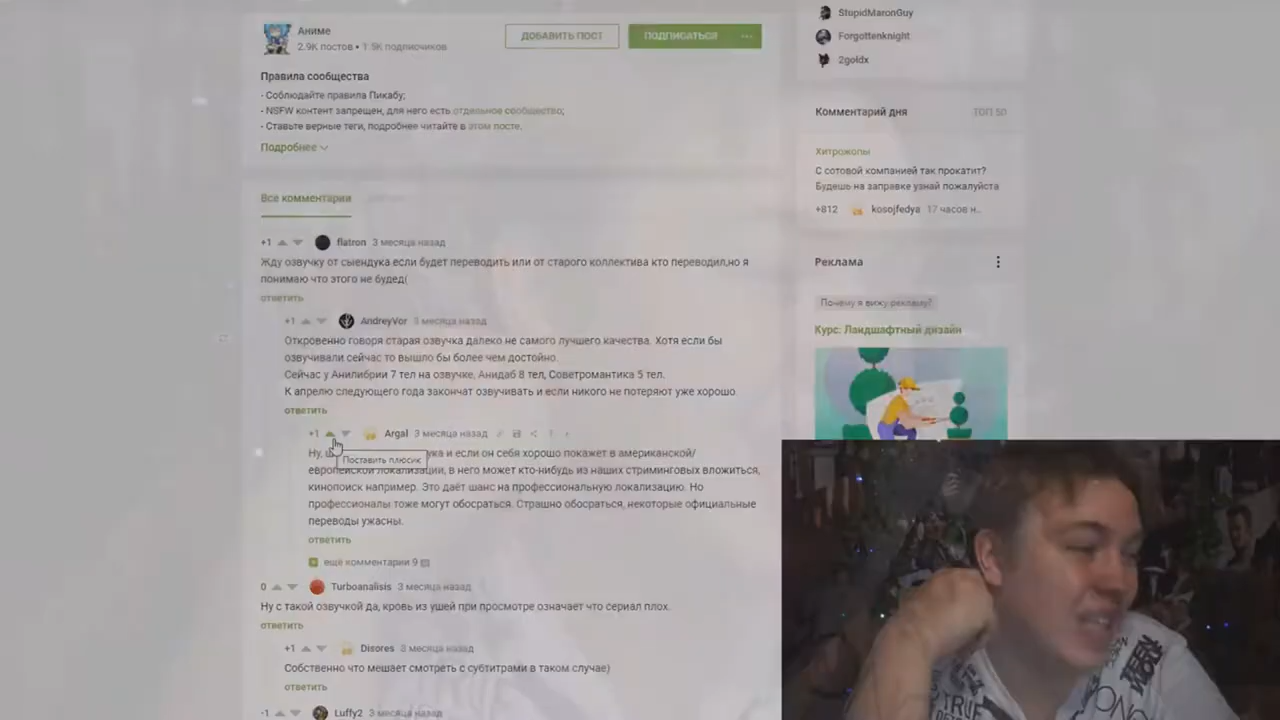 Аниме
2.9K постов • 1.5K подписчиков
ДОБАВИТЬ ПОСТ
ПОДПИСАТЬСЯ
Правила сообщества
- Соблюдайте правила Пикабу;
- NSFW контент запрещен, для него есть отдельное сообщество;
- Ставьте верные теги, подробнее читайте в этом посте.
Подробнее
Все комментарии
+1 flatron 3 месяца назад
Жду озвучку от сыендука если будет переводить или от старого коллектива кто переводил,но я
понимаю что этого не будед(
ответить
+1 AndreyVor 3 месяца назад
Откровенно говоря старая озвучка далеко не самого лучшего качества. Хотя если бы
озвучивали сейчас то вышло бы более чем достойно.
Сейчас у Анилибрии 7 тел на озвучке, Анидаб 8 тел, Советромантика 5 тел.
К апрелю следующего года закончат озвучивать и если никого не потеряют уже хорошо.
ответить
+1 Argal 3 месяца назад
Поставить плюсик
Ну, и если он себя хорошо покажет в американской/
европейской локализации, в него может кто-нибудь из наших стриминговых вложиться,
кинопоиск например. Это даёт шанс на профессиональную локализацию. Но
профессионалы тоже могут обосраться. Страшно обосраться, некоторые официальные
переводы ужасны.
ответить
ещё комментарии 9
0 Turboanalisis 3 месяца назад
Ну с такой озвучкой да, кровь из ушей при просмотре означает что сериал плох.
ответить
+1 Disores 3 месяца назад
Собственно что мешает смотреть с субтитрами в таком случае)
ответить
-1 Luffy2 3 месяца назад
StupidMaronGuy
Forgottenknight
2goldx
Комментарий дня ТОП 50
Хитрожопы
С сотовой компанией так прокатит?
Будешь на заправке узнай пожалуйста
+812 kosojfedya 17 часов н..
Реклама
Почему я вижу рекламу?
Курс: Ландшафтный дизайн
TEEN